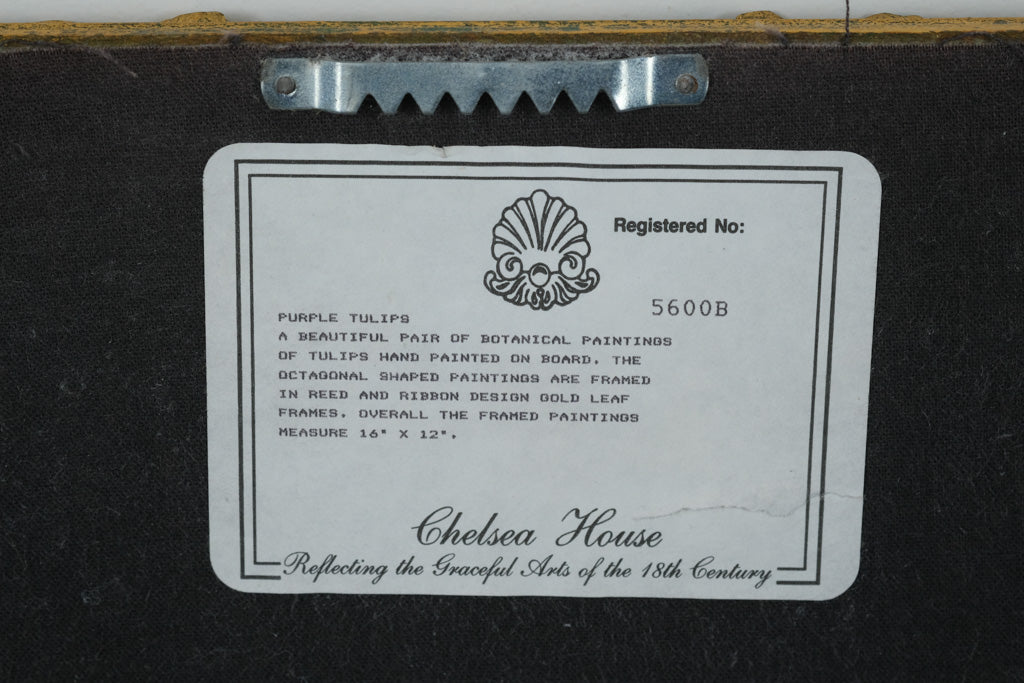 Registered No:
5600B
PURPLE TULIPS
A BEAUTIFUL PAIR OF BOTANICAL PAINTINGS
OF TULIPS HAND PAINTED ON BOARD. THE
OCTAGONAL SHAPED PAINTINGS ARE FRAMED
IN REED AND RIBBON DESIGN GOLD LEAF
FRAMES. OVERALL THE FRAMED PAINTINGS
MEASURE 16" X 12".
Chelsea House
Reflecting the Graceful Arts of the 18th Century